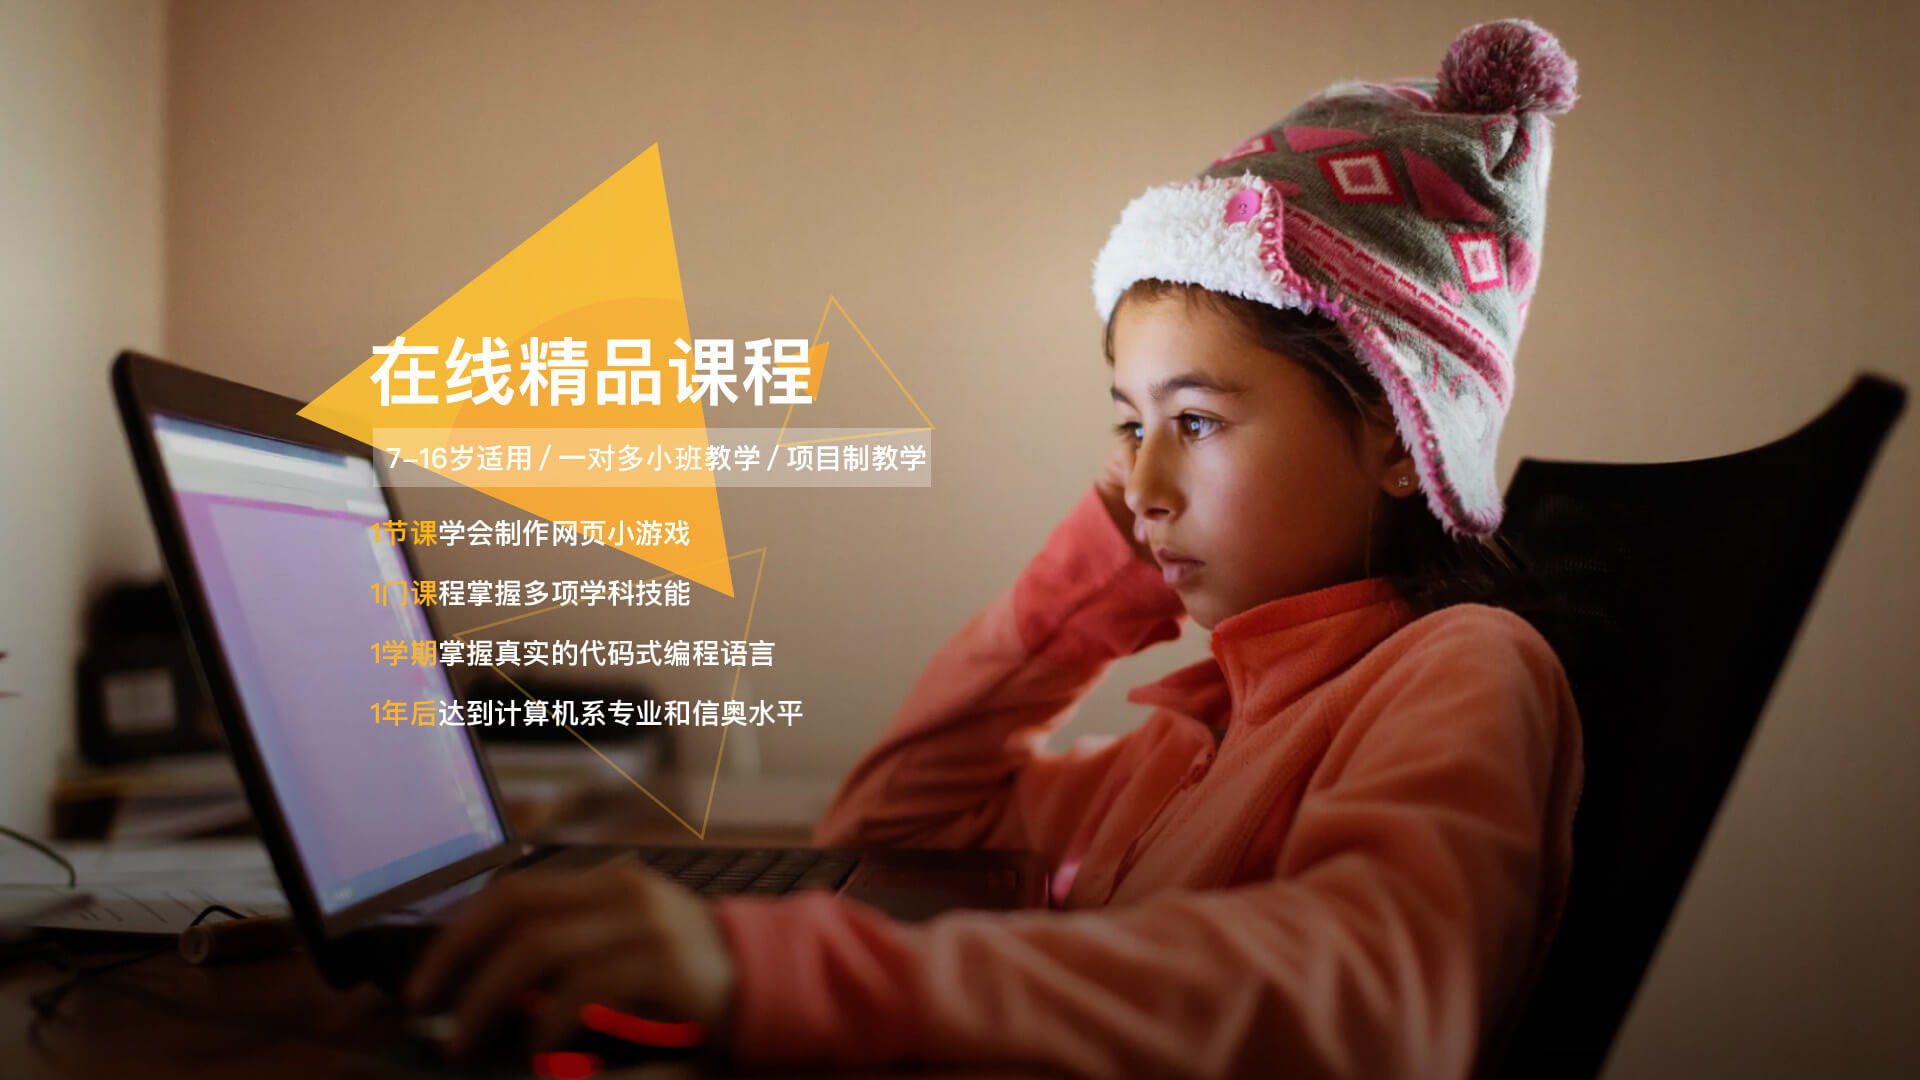 在线精品课程
7-16岁适用 / 一对多小班教学 / 项目制教学
1节课学会制作网页小游戏
1门课程掌握多项学科技能
1学期掌握真实的代码式编程语言
1年后达到计算机系专业和信奥水平